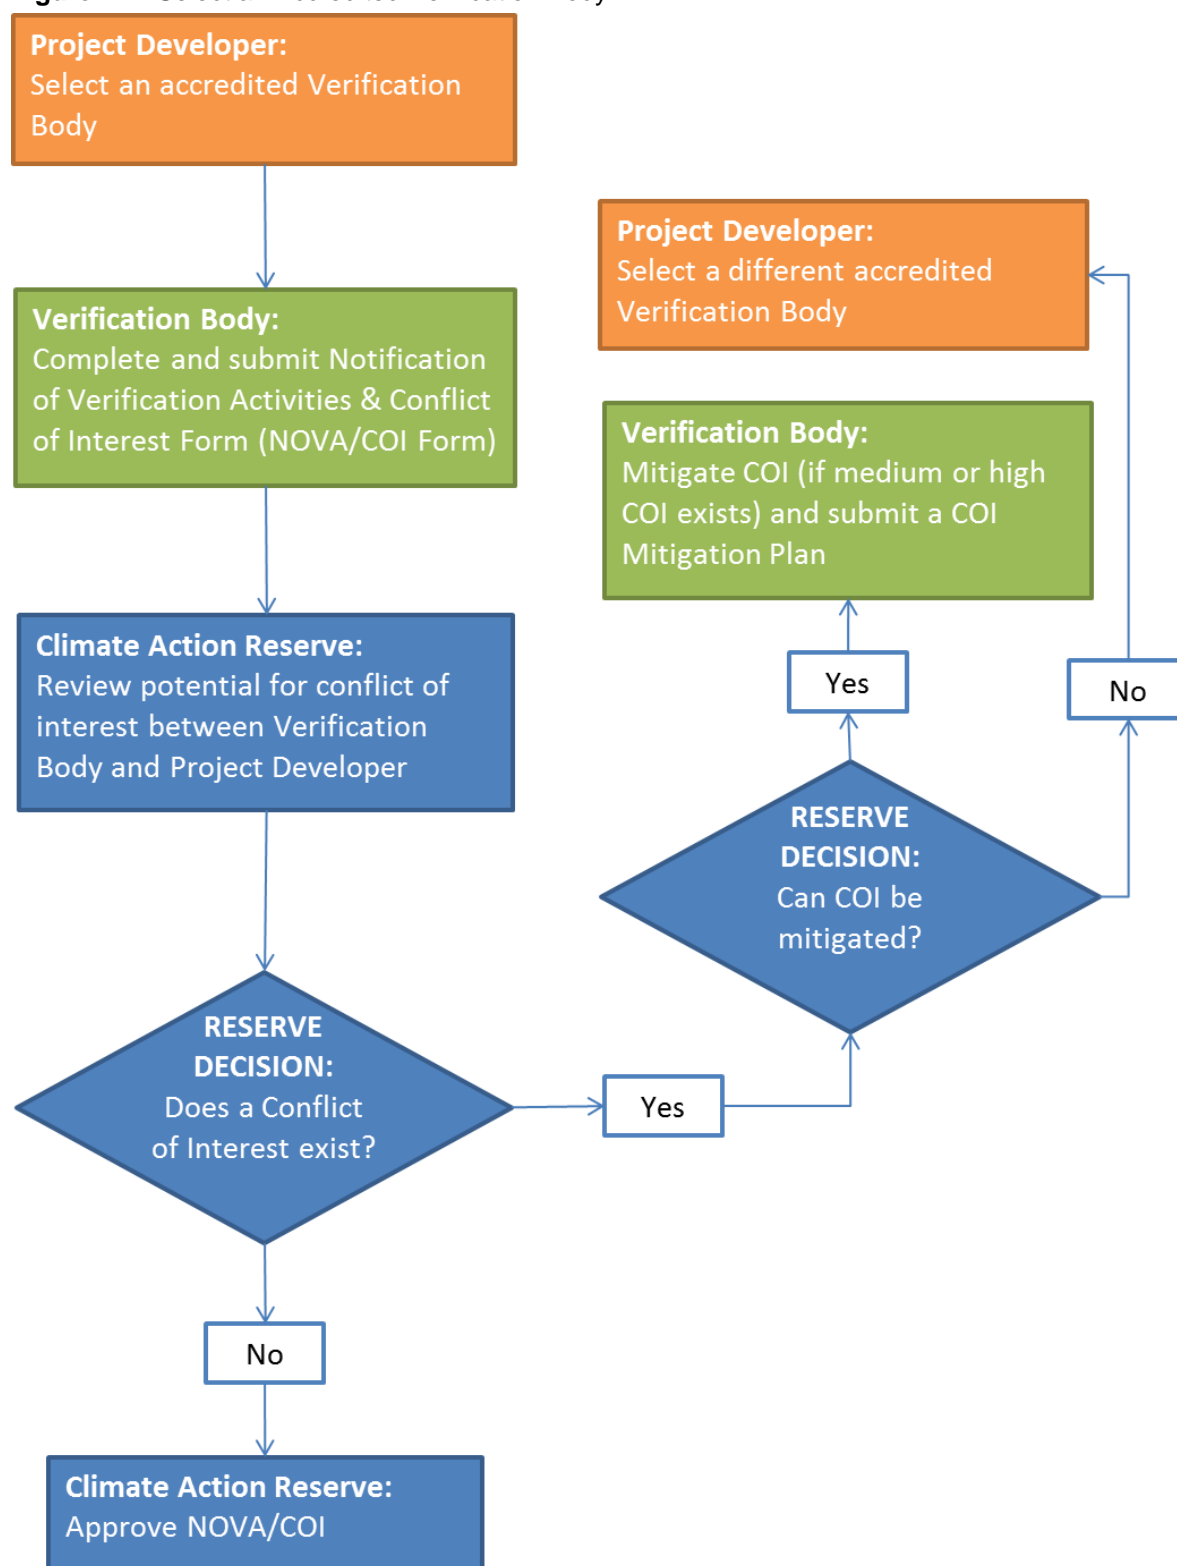 Project Developer:
Select an accredited Verification
Body
Project Developer:
Select a different accredited
Verification Body
Verification Body:
Complete and submit Notification
of Verification Activities & Conflict
of Interest Form (NOVA/COI Form)
Verification Body:
Mitigate COI (if medium or high
COI exists) and submit a COI
Mitigation Plan
Climate Action Reserve:
Review potential for conflict of
interest between Verification
Body and Project Developer
Yes
No
RESERVE
DECISION:
Can COI be
mitigated?
RESERVE
DECISION:
Does a Conflict
of Interest exist?
Yes
No
Climate Action Reserve:
Approve NOVA/COI